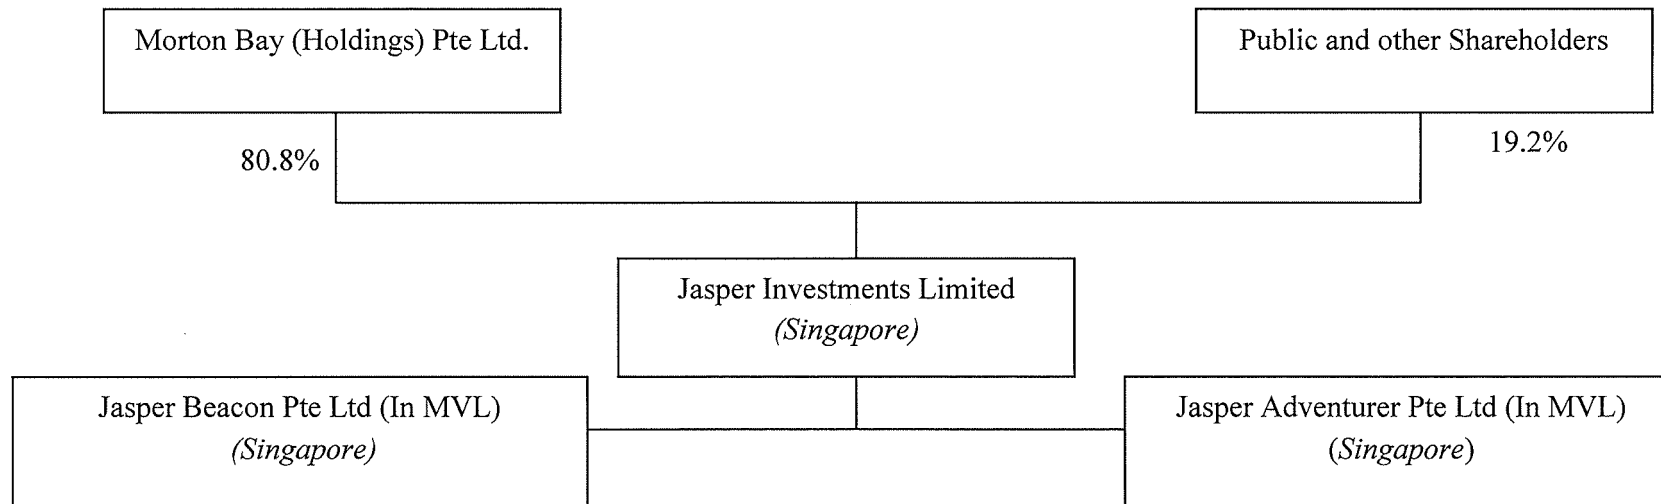 Morton Bay (Holdings) Pte Ltd.
Public and other Shareholders
80.8%
19.2%
Jasper Investments Limited
(Singapore)
Jasper Beacon Pte Ltd (In MVL)
(Singapore)
Jasper Adventurer Pte Ltd (In MVL)
(Singapore)